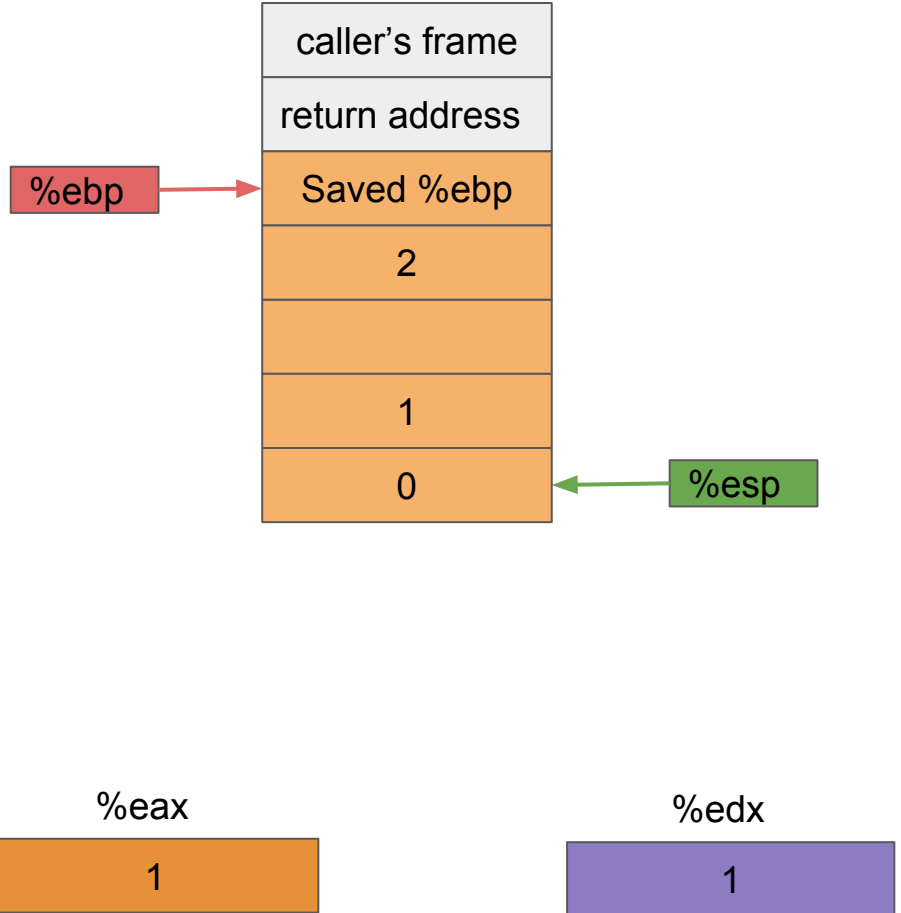 caller’s frame
return address
%ebp
Saved %ebp
2
1
0
%esp
%eax
%edx
1
1